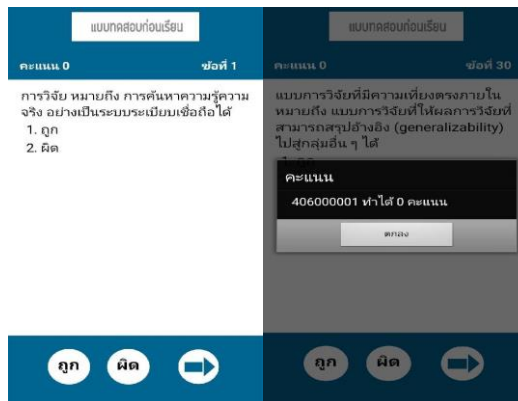 แบบทดสอบก่อนเรียน
คะแนน 0 ข้อที่ 1
การวิจัย หมายถึง การค้นหาความรู้ความ
จริง อย่างเป็นระบบระเบียบเชื่อถือได้
1. ถูก
2. ผิด
ถูก ผิด
แบบทดสอบก่อนเรียน
คะแนน 0 ข้อที่ 30
แบบการวิจัยที่มีความเที่ยงตรงภายใน
หมายถึง แบบการวิจัยที่ให้ผลการวิจัยที่
สามารถสรุปอ้างอิง (generalizability)
ไปสู่กลุ่มอื่น ๆ ได้
คะแนน
406000001 ทำได้ 0 คะแนน
ตกลง
ถูก ผิด